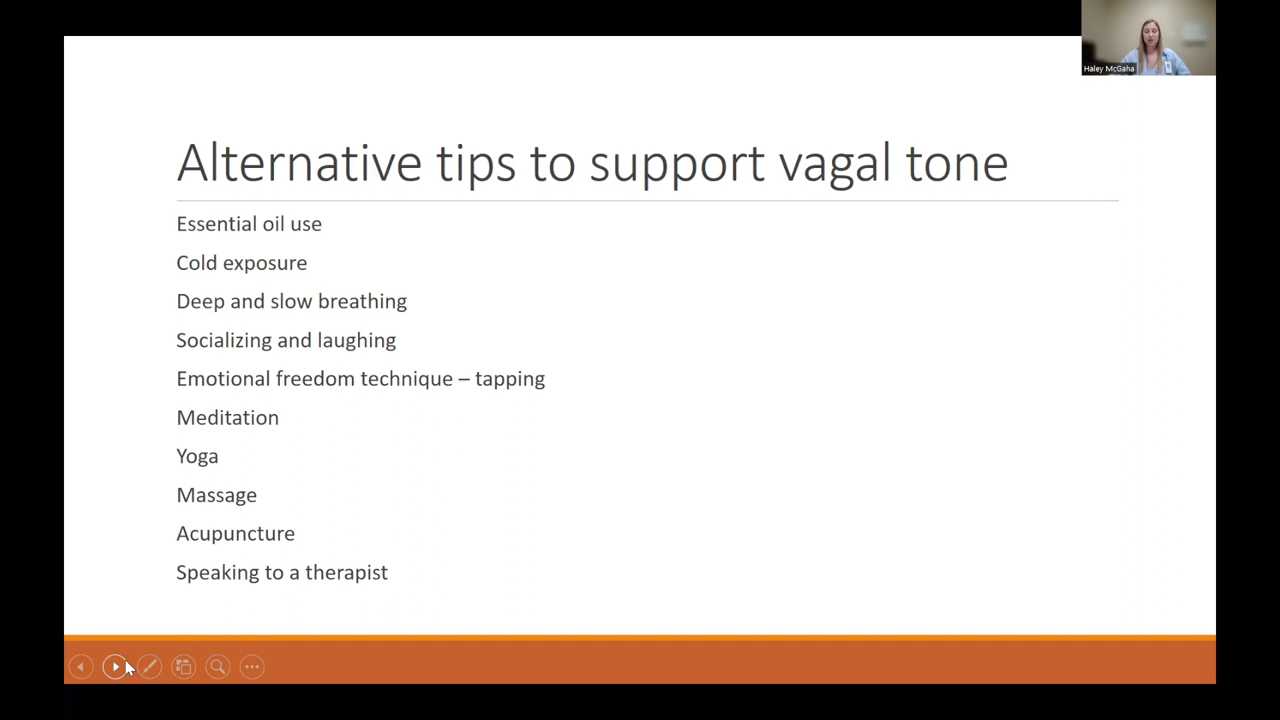 Haley McGaha
Alternative tips to support vagal tone
Essential oil use
Cold exposure
Deep and slow breathing
Socializing and laughing
Emotional freedom technique – tapping
Meditation
Yoga
Massage
Acupuncture
Speaking to a therapist